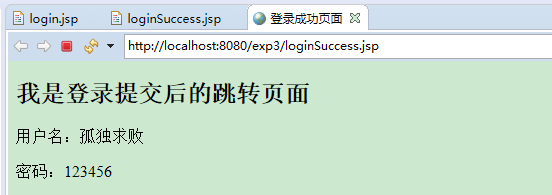 login.jsp
loginSuccess.jsp
登录成功页面
http://localhost:8080/exp3/loginSuccess.jsp
我是登录提交后的跳转页面
用户名：孤独求败
密码：123456